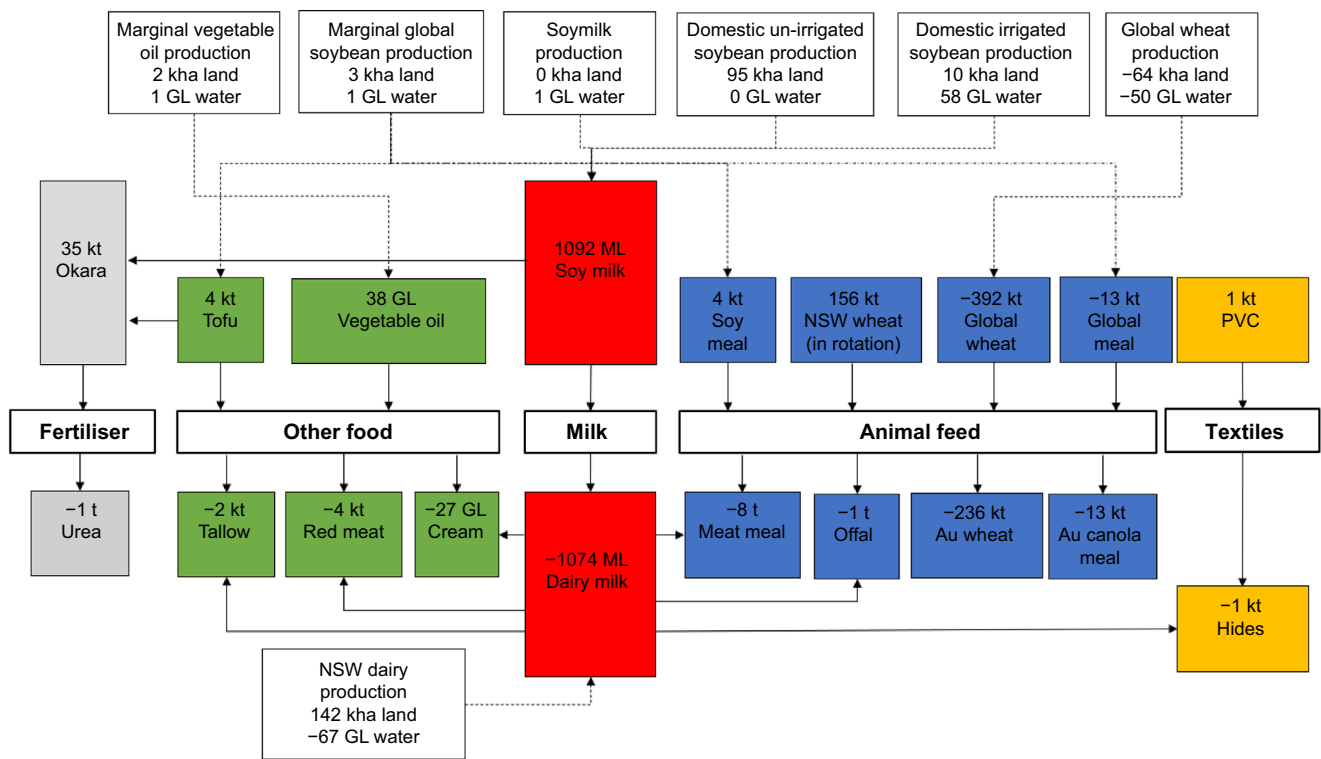 Marginal vegetable
oil production
2 kha land
1 GL water
Marginal global
soybean production
3 kha land
1 GL water
Soymilk
production
0 kha land
1 GL water
Domestic un-irrigated
soybean production
95 kha land
0 GL water
Domestic irrigated
soybean production
10 kha land
58 GL water
Global wheat
production
−64 kha land
−50 GL water
35 kt
Okara
1092 ML
Soy milk
4 kt
Tofu
38 GL
Vegetable oil
4 kt
Soy
meal
156 kt
NSW wheat
(in rotation)
−392 kt
Global
wheat
−13 kt
Global
meal
1 kt
PVC
Fertiliser
Other food
Milk
Animal feed
Textiles
−1 t
Urea
−2 kt
Tallow
−4 kt
Red meat
−27 GL
Cream
−1074 ML
Dairy milk
−8 t
Meat meal
−1 t
Offal
−236 kt
Au wheat
−13 kt
Au canola
meal
−1 kt
Hides
NSW dairy
production
142 kha land
−67 GL water